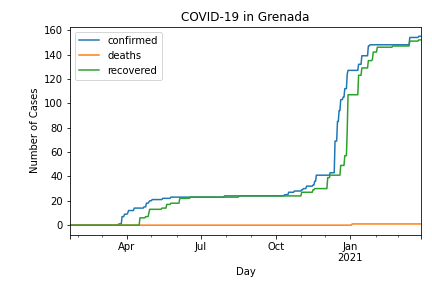 COVID-19 in Grenada
confirmed
deaths
recovered
Number of Cases
160
140
120
100
80
60
40
20
0
Apr
Jul
Oct
Jan
2021
Day